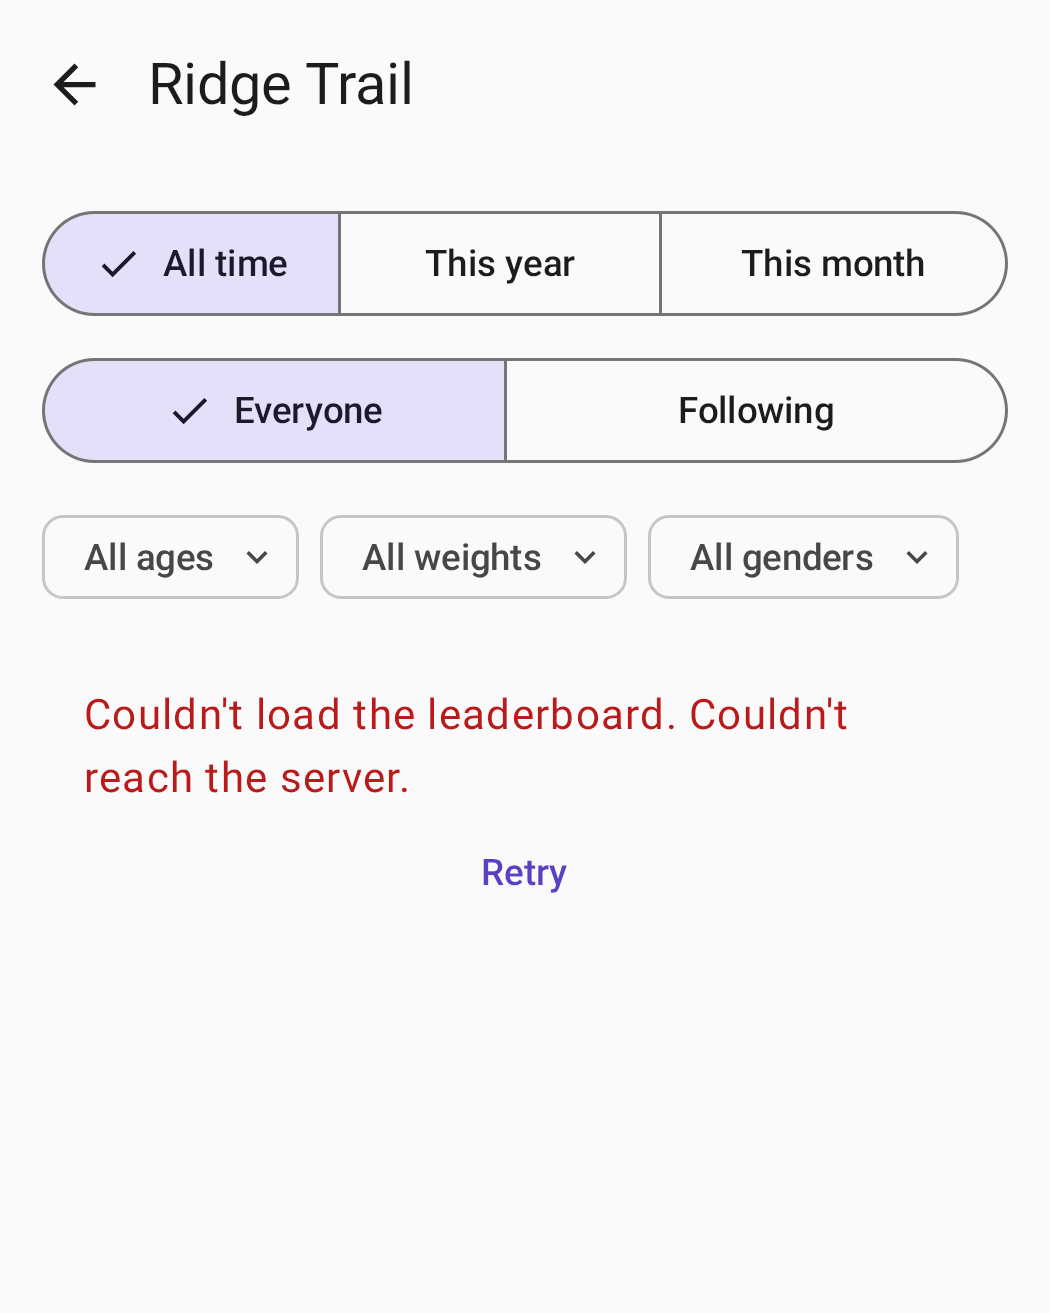 Ridge Trail
All time This year This month
Everyone Following
All ages All weights All genders
Couldn't load the leaderboard. Couldn't
reach the server.
Retry